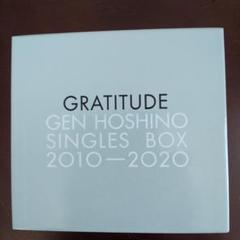 GRATITUDE
GEN HOSHINO
SINGLES BOX
2010—2020